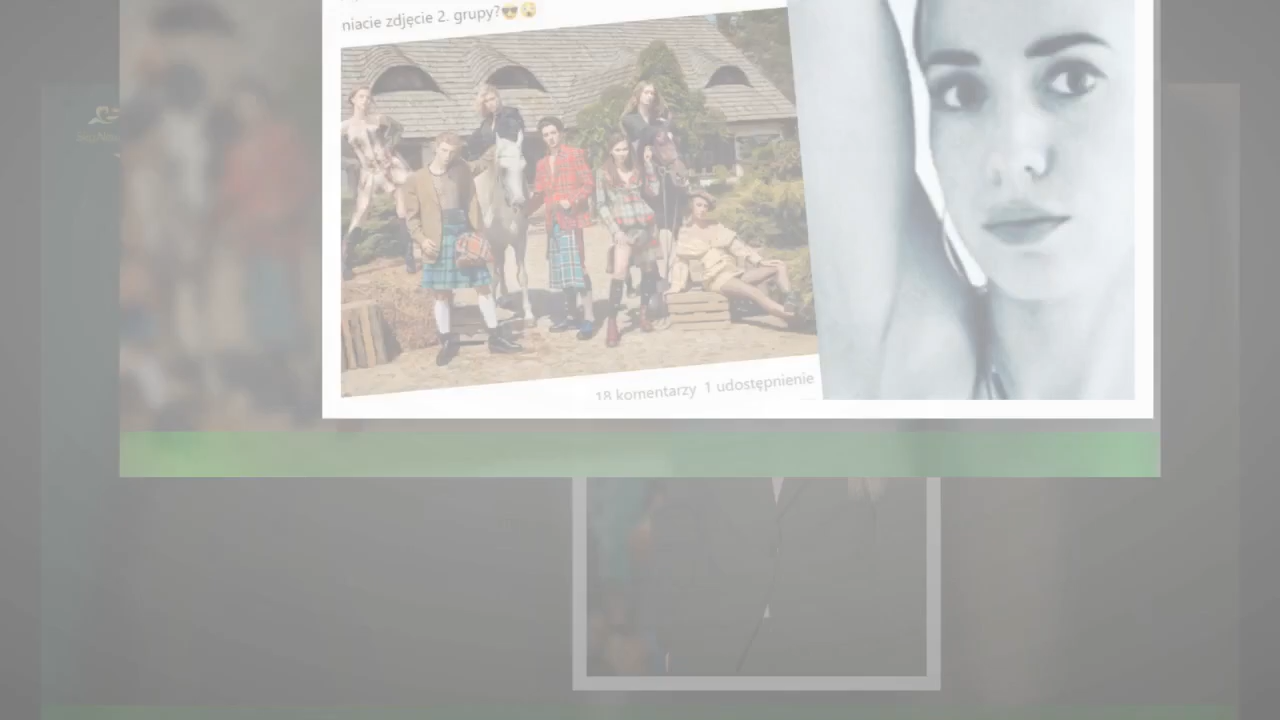 niacie zdjęcie 2. grupy?😎😪
18 komentarzy 1 udostępnienie